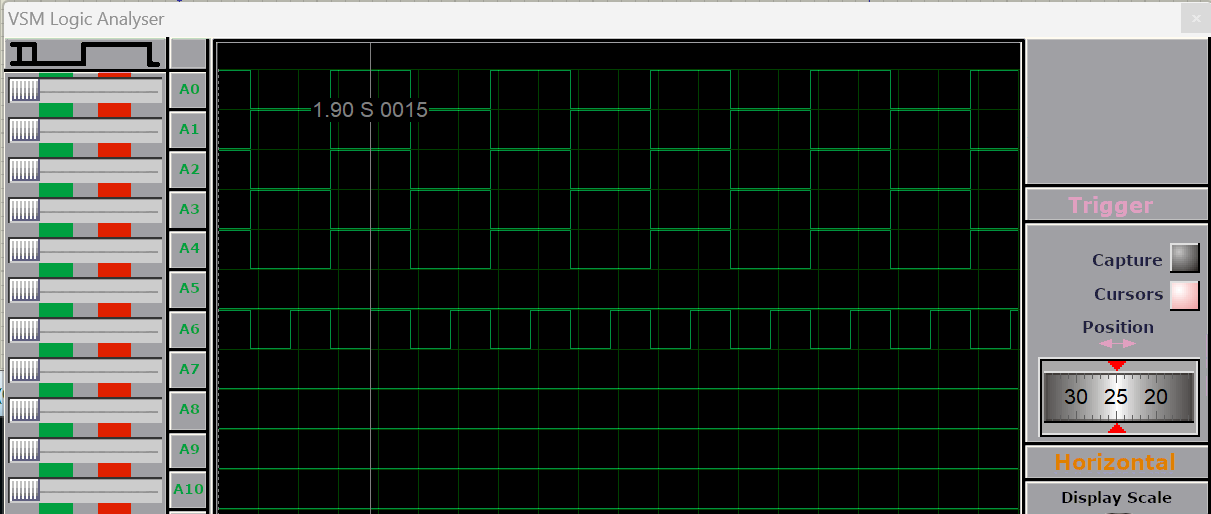 VSM Logic Analyser
A0
1.90 S 0015
A1
A2
A3
A4
A5
A6
A7
A8
A9
A10
Trigger
Capture
Cursors
Position
30 25 20
Horizontal
Display Scale